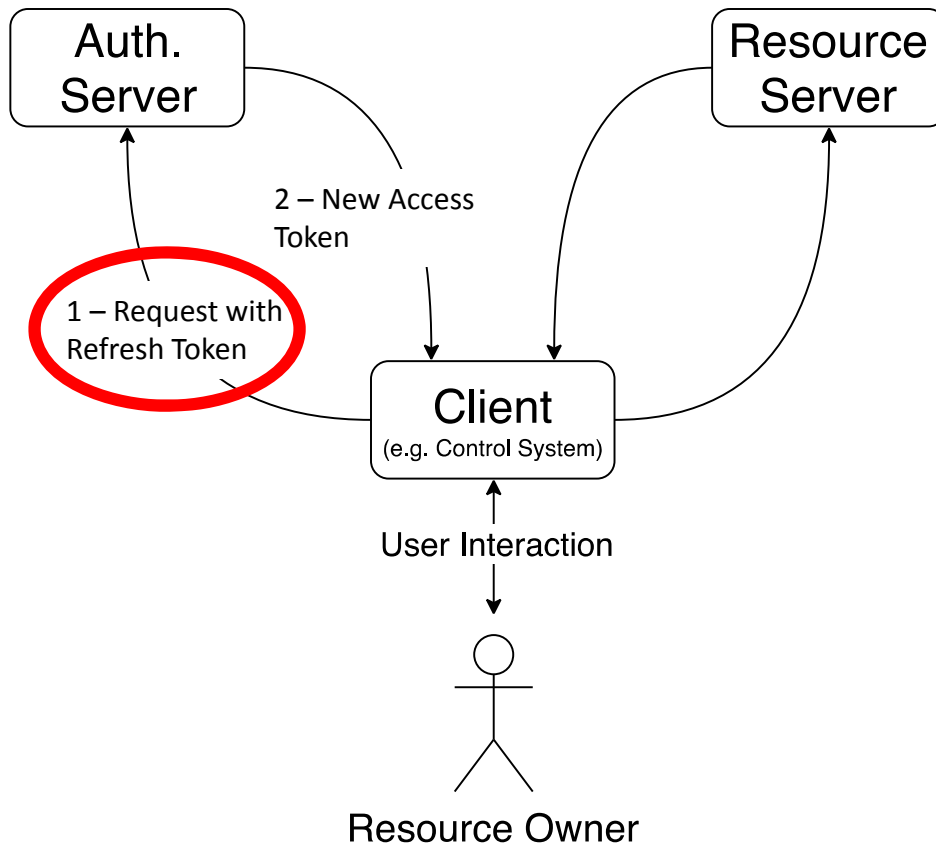 Auth.
Server
Resource
Server
2 – New Access
Token
1 – Request with
Refresh Token
Client
(e.g. Control System)
User Interaction
Resource Owner